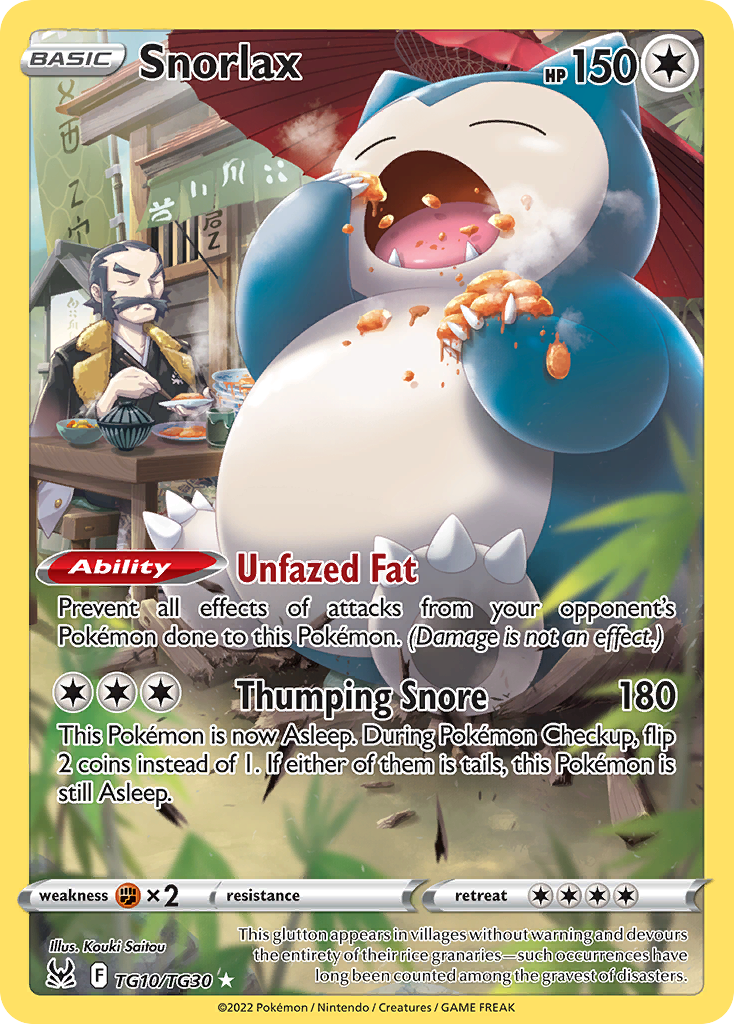 BASIC Snorlax HP 150
Ability Unfazed Fat
Prevent all effects of attacks from your opponent's
Pokémon done to this Pokémon. (Damage is not an effect.)
Thumping Snore 180
This Pokémon is now Asleep. During Pokémon Checkup, flip
2 coins instead of 1. If either of them is tails, this Pokémon is
still Asleep.
weakness ×2 resistance retreat
Illus. Kouki Saitou
F TG10/TG30
This glutton appears in villages without warning and devours
the entirety of their rice granaries—such occurrences have
long been counted among the gravest of disasters.
©2022 Pokémon / Nintendo / Creatures / GAME FREAK